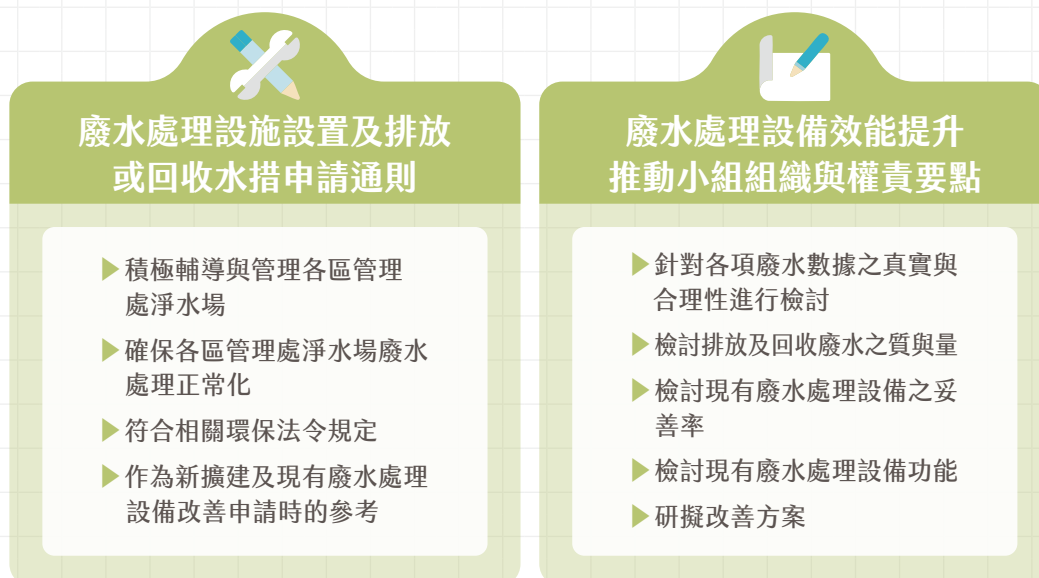 廢水處理設施設置及排放
或回收水措申請通則
▶積極輔導與管理各區管理
處淨水場
▶確保各區管理處淨水場廢水
處理正常化
▶符合相關環保法令規定
▶作為新擴建及現有廢水處理
設備改善申請時的參考
廢水處理設備效能提升
推動小組組織與權責要點
▶針對各項廢水數據之真實與
合理性進行檢討
▶檢討排放及回收廢水之質與量
▶檢討現有廢水處理設備之妥
善率
▶檢討現有廢水處理設備功能
▶研擬改善方案